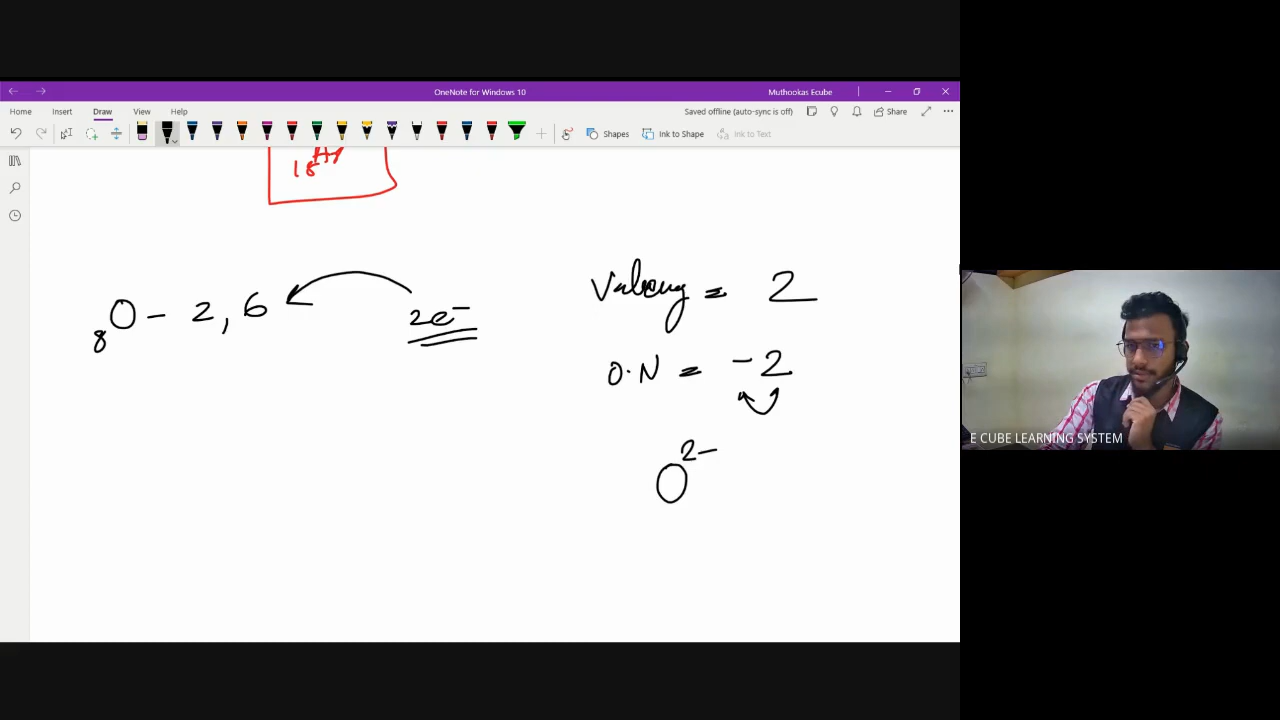 OneNote for Windows 10
Muthookas Ecube
Home Insert Draw View Help
Saved offline (auto-sync is off)
Share
Shapes
Ink to Shape
Ink to Text
18
₈O - 2, 6
2e⁻
Valency = 2
O.N = -2
O²⁻
E CUBE LEARNING SYSTEM